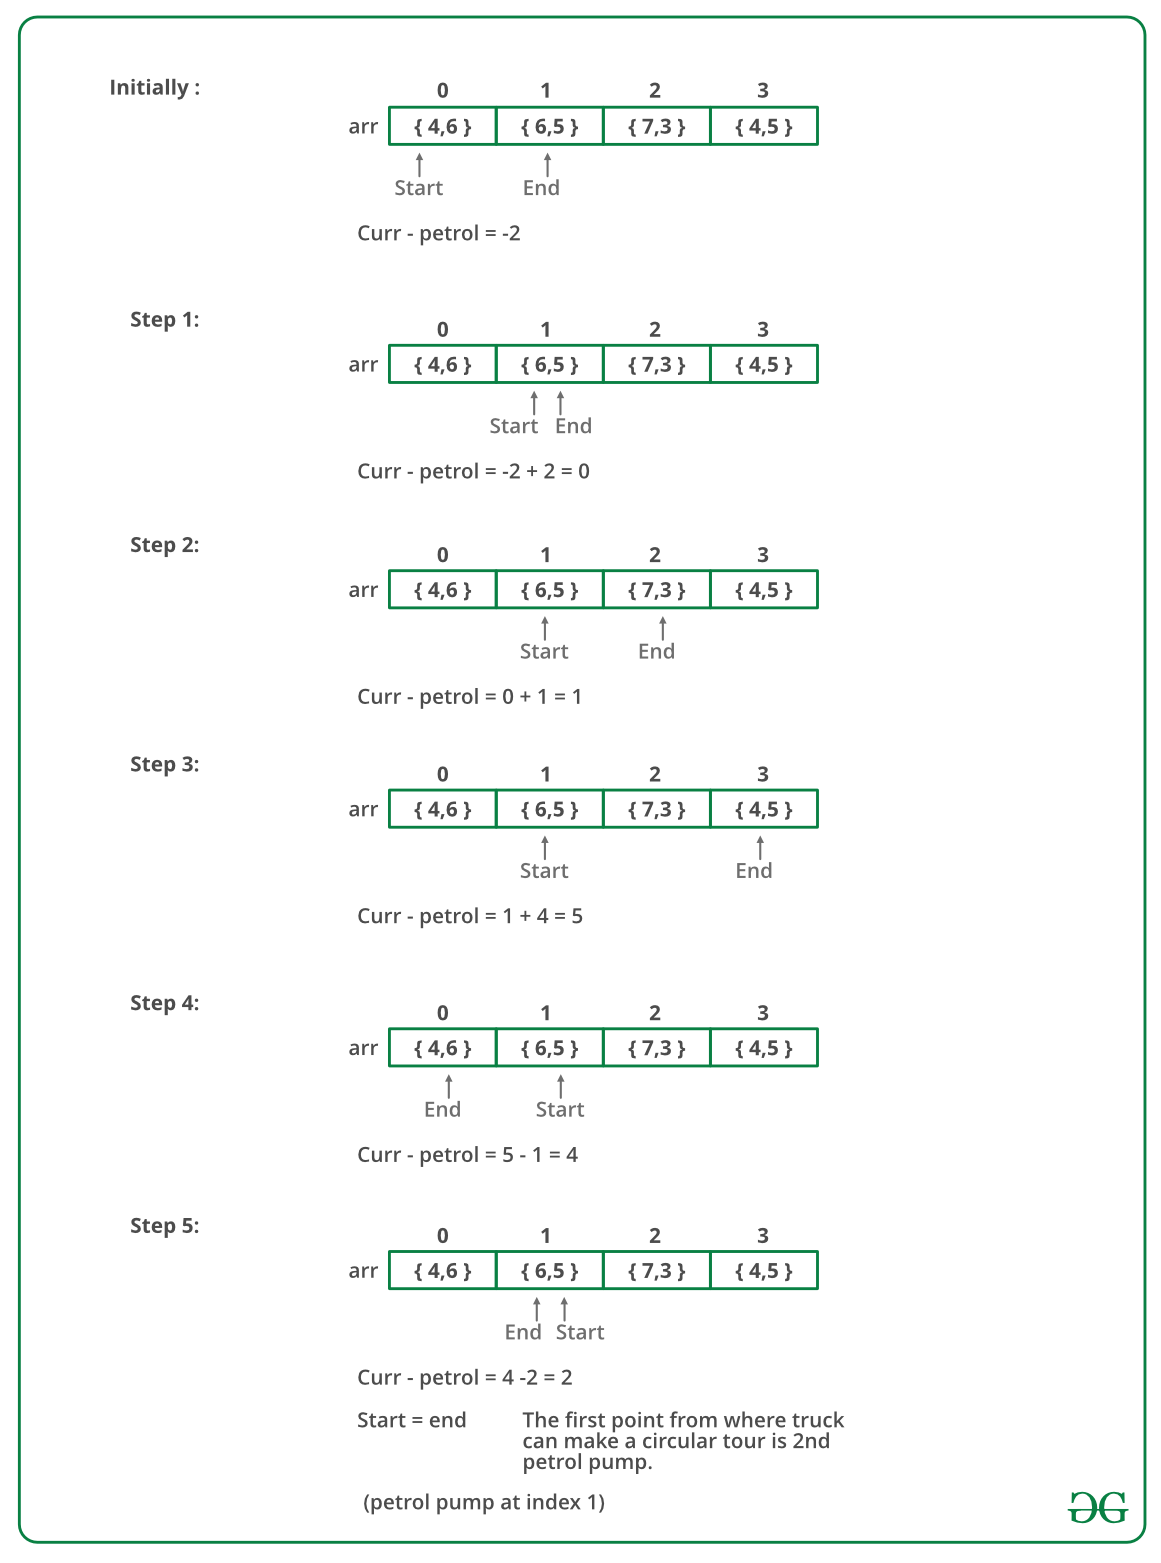 Initially :
0 1 2 3
arr { 4,6 } { 6,5 } { 7,3 } { 4,5 }
Start End
Curr - petrol = -2
Step 1:
0 1 2 3
arr { 4,6 } { 6,5 } { 7,3 } { 4,5 }
Start End
Curr - petrol = -2 + 2 = 0
Step 2:
0 1 2 3
arr { 4,6 } { 6,5 } { 7,3 } { 4,5 }
Start End
Curr - petrol = 0 + 1 = 1
Step 3:
0 1 2 3
arr { 4,6 } { 6,5 } { 7,3 } { 4,5 }
Start End
Curr - petrol = 1 + 4 = 5
Step 4:
0 1 2 3
arr { 4,6 } { 6,5 } { 7,3 } { 4,5 }
End Start
Curr - petrol = 5 - 1 = 4
Step 5:
0 1 2 3
arr { 4,6 } { 6,5 } { 7,3 } { 4,5 }
End Start
Curr - petrol = 4 -2 = 2
Start = end
The first point from where truck
can make a circular tour is 2nd
petrol pump.
(petrol pump at index 1)